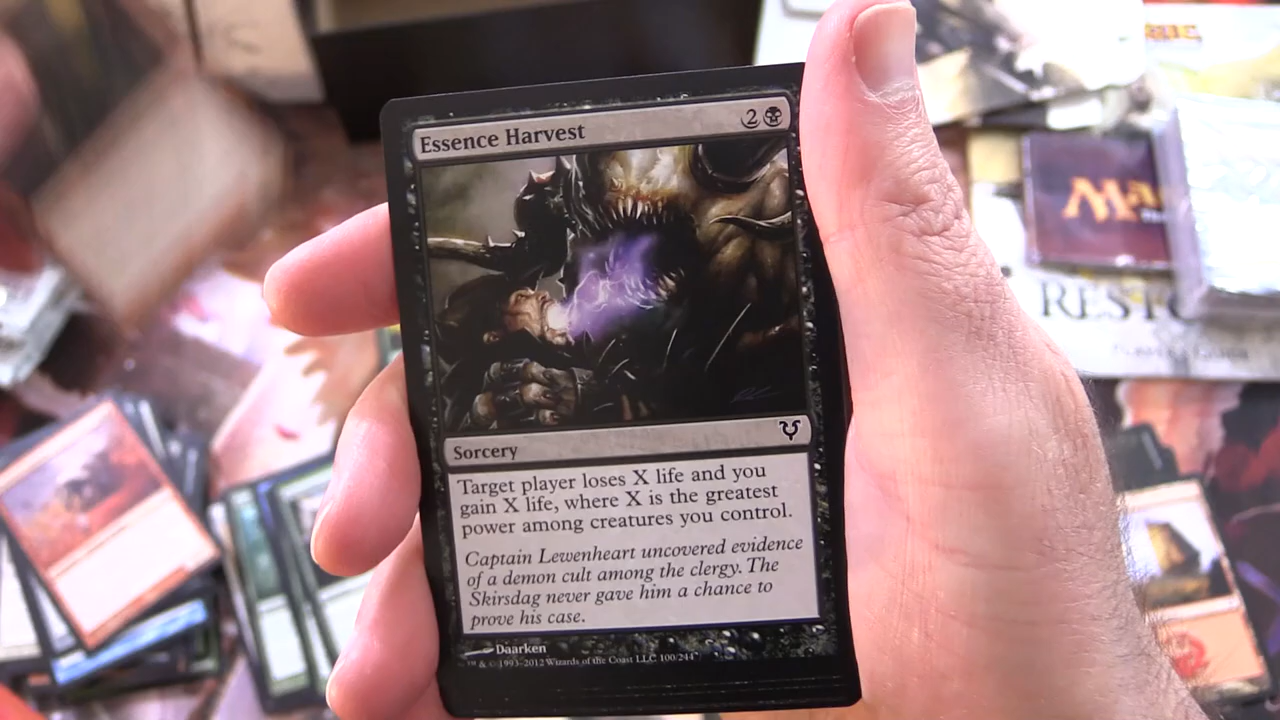 Essence Harvest
2
Sorcery
Target player loses X life and you
gain X life, where X is the greatest
power among creatures you control.
Captain Lewenheart uncovered evidence
of a demon cult among the clergy. The
Skirsdag never gave him a chance to
prove his case.
Daarken
™ & © 1993-2012 Wizards of the Coast LLC 100/244